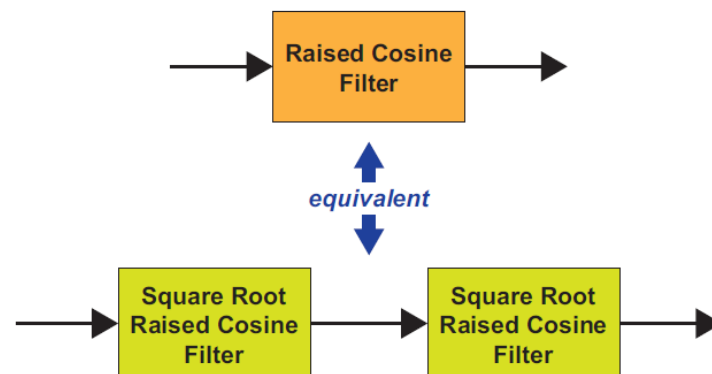 Raised Cosine
Filter
equivalent
Square Root
Raised Cosine
Filter
Square Root
Raised Cosine
Filter